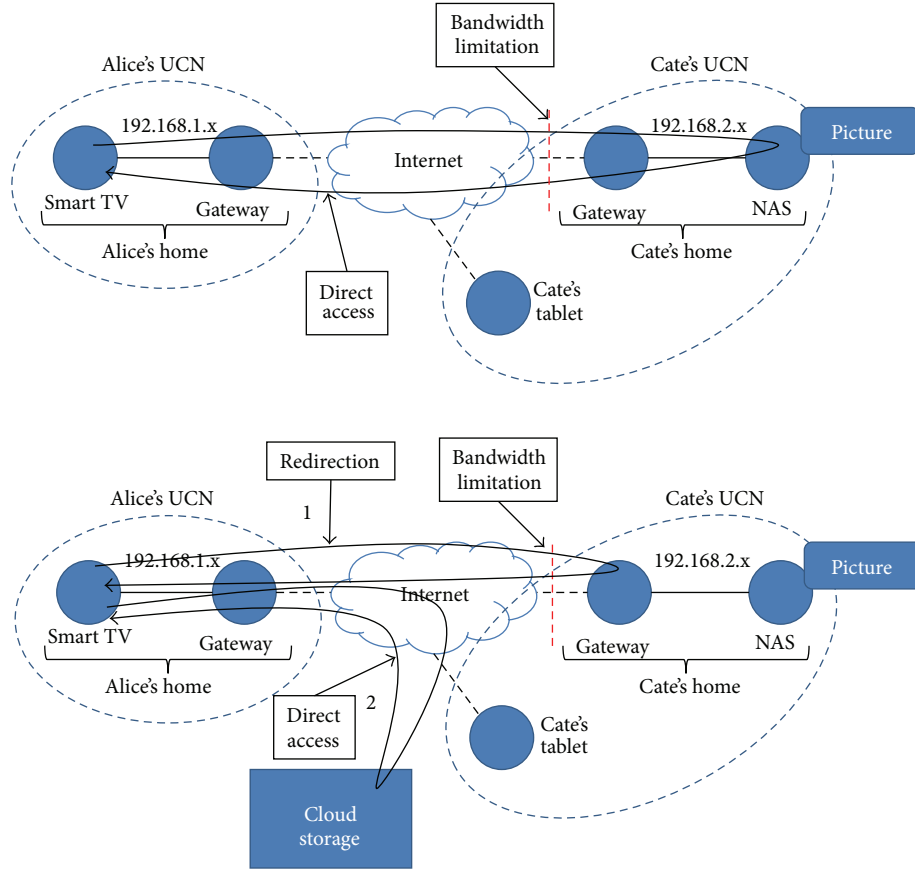 Bandwidth
limitation
Alice's UCN
Cate's UCN
192.168.1.x
192.168.2.x
Picture
Internet
Smart TV
Gateway
Gateway
NAS
Alice's home
Cate's home
Direct
access
Cate's
tablet
Redirection
Bandwidth
limitation
Alice's UCN
Cate's UCN
1
192.168.1.x
192.168.2.x
Picture
Internet
Smart TV
Gateway
Gateway
NAS
Alice's home
Cate's home
Direct
access
2
Cate's
tablet
Cloud
storage